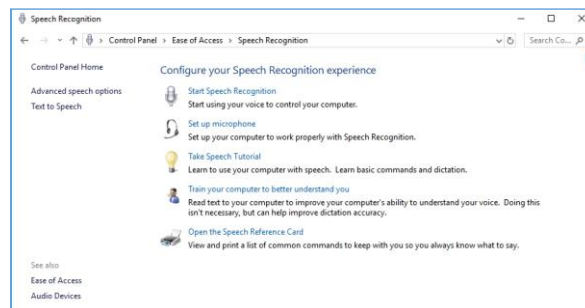 Speech Recognition
Control Panel > Ease of Access > Speech Recognition
Search Co...
Control Panel Home
Advanced speech options
Text to Speech
Configure your Speech Recognition experience
Start Speech Recognition
Start using your voice to control your computer.
Set up microphone
Set up your computer to work properly with Speech Recognition.
Take Speech Tutorial
Learn to use your computer with speech. Learn basic commands and dictation.
Train your computer to better understand you
Read text to your computer to improve your computer's ability to understand your voice. Doing this
isn't necessary, but can help improve dictation accuracy.
Open the Speech Reference Card
View and print a list of common commands to keep with you so you always know what to say.
See also
Ease of Access
Audio Devices